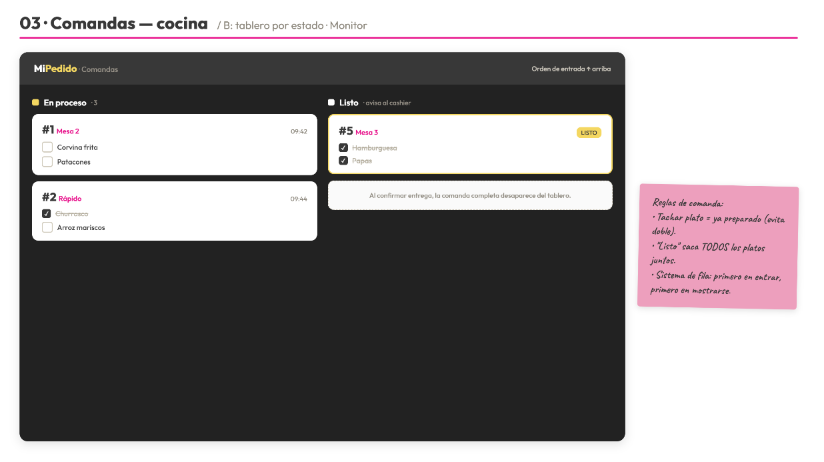 03 · Comandas — cocina / B: tablero por estado · Monitor
MiPedido · Comandas
Orden de entrada ↑ arriba
En proceso · 3
#1 Mesa 2 09:42
Corvina frita
Patacones
#2 Rápido 09:44
Churrasco
Arroz mariscos
Listo · avisa al cashier
#5 Mesa 3 LISTO
Hamburguesa
Papas
Al confirmar entrega, la comanda completa desaparece del tablero.
Reglas de comanda:
• Tachar plato = ya preparado (evita
doble).
• "Listo" saca TODOS los platos
juntos.
• Sistema de fila: primero en entrar,
primero en mostrarse.